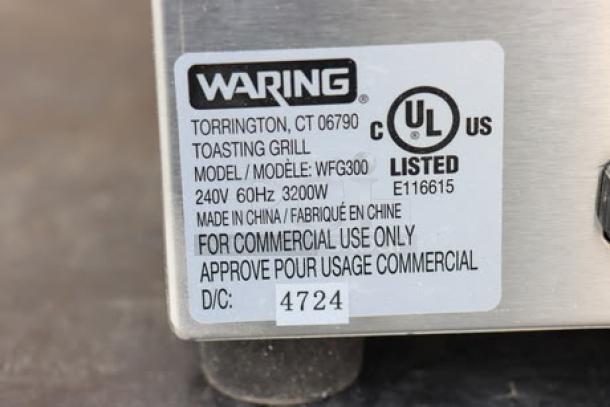 WARING®
TORRINGTON, CT 06790
TOASTING GRILL
MODEL / MODÈLE: WFG300
240V 60Hz 3200W
MADE IN CHINA / FABRIQUÉ EN CHINE
FOR COMMERCIAL USE ONLY
APPROVE POUR USAGE COMMERCIAL
D/C: 4724
C UL US
LISTED
E116615